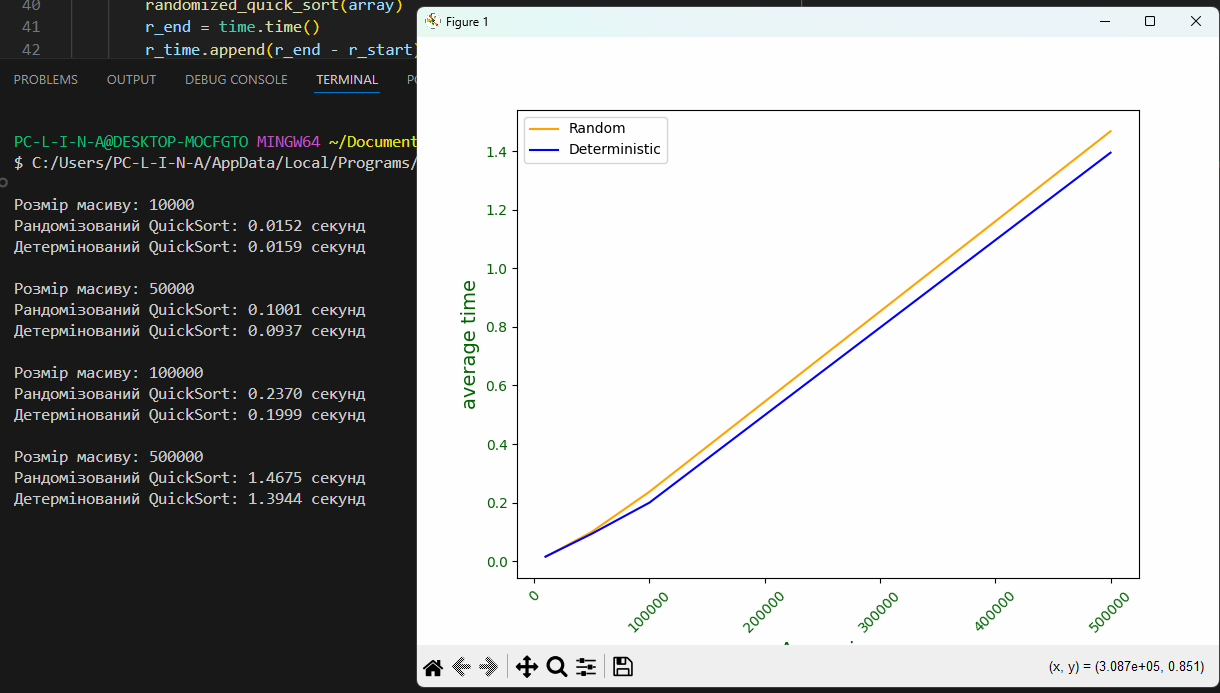 40 randomized_quick_sort(array)
41 r_end = time.time()
42 r_time.append(r_end - r_start)
PROBLEMS OUTPUT DEBUG CONSOLE TERMINAL
PC-L-I-N-A@DESKTOP-MOCFGTO MINGW64 ~/Document
$ C:/Users/PC-L-I-N-A/AppData/Local/Programs/
Розмір масиву: 10000
Рандомізований QuickSort: 0.0152 секунд
Детермінований QuickSort: 0.0159 секунд
Розмір масиву: 50000
Рандомізований QuickSort: 0.1001 секунд
Детермінований QuickSort: 0.0937 секунд
Розмір масиву: 100000
Рандомізований QuickSort: 0.2370 секунд
Детермінований QuickSort: 0.1999 секунд
Розмір масиву: 500000
Рандомізований QuickSort: 1.4675 секунд
Детермінований QuickSort: 1.3944 секунд
Figure 1
Random
Deterministic
average time
1.4
1.2
1.0
0.8
0.6
0.4
0.2
0.0
0 100000 200000 300000 400000 500000
(x, y) = (3.087e+05, 0.851)